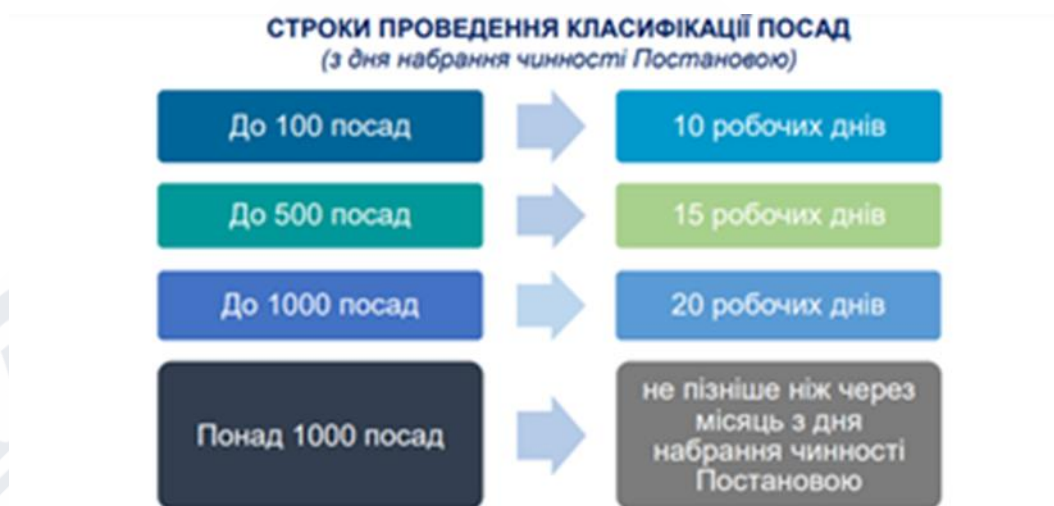 СТРОКИ ПРОВЕДЕННЯ КЛАСИФІКАЦІЇ ПОСАД
(з дня набрання чинності Постановою)
До 100 посад
10 робочих днів
До 500 посад
15 робочих днів
До 1000 посад
20 робочих днів
Понад 1000 посад
не пізніше ніж через
місяць з дня
набрання чинності
Постановою